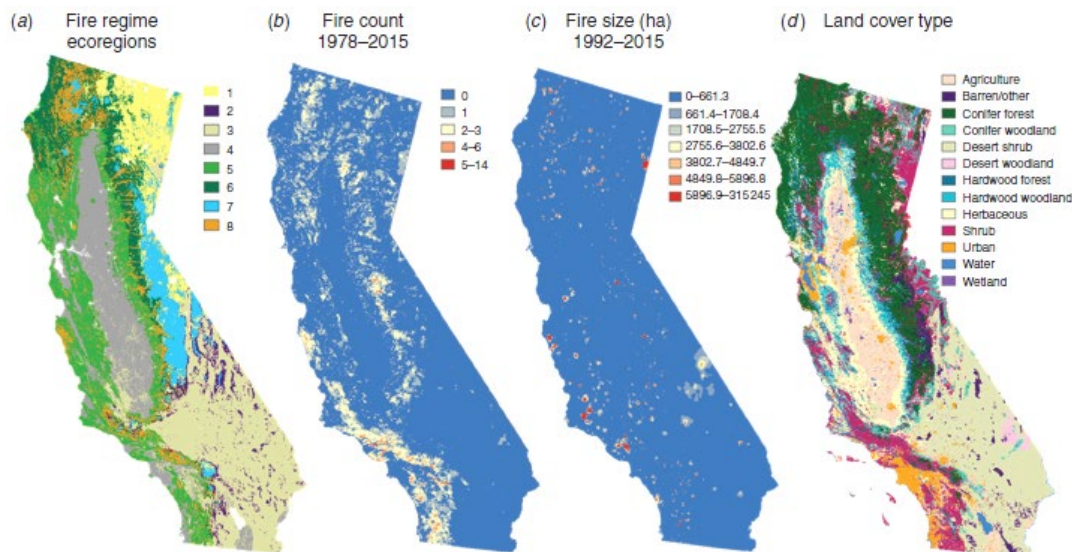 (a) Fire regime
ecoregions
1
2
3
4
5
6
7
8
(b) Fire count
1978–2015
0
1
2–3
4–6
5–14
(c) Fire size (ha)
1992–2015
0–661.3
661.4–1708.4
1708.5–2755.5
2755.6–3802.6
3802.7–4849.7
4849.8–5896.8
5896.9–315245
(d) Land cover type
Agriculture
Barren/other
Conifer forest
Conifer woodland
Desert shrub
Desert woodland
Hardwood forest
Hardwood woodland
Herbaceous
Shrub
Urban
Water
Wetland